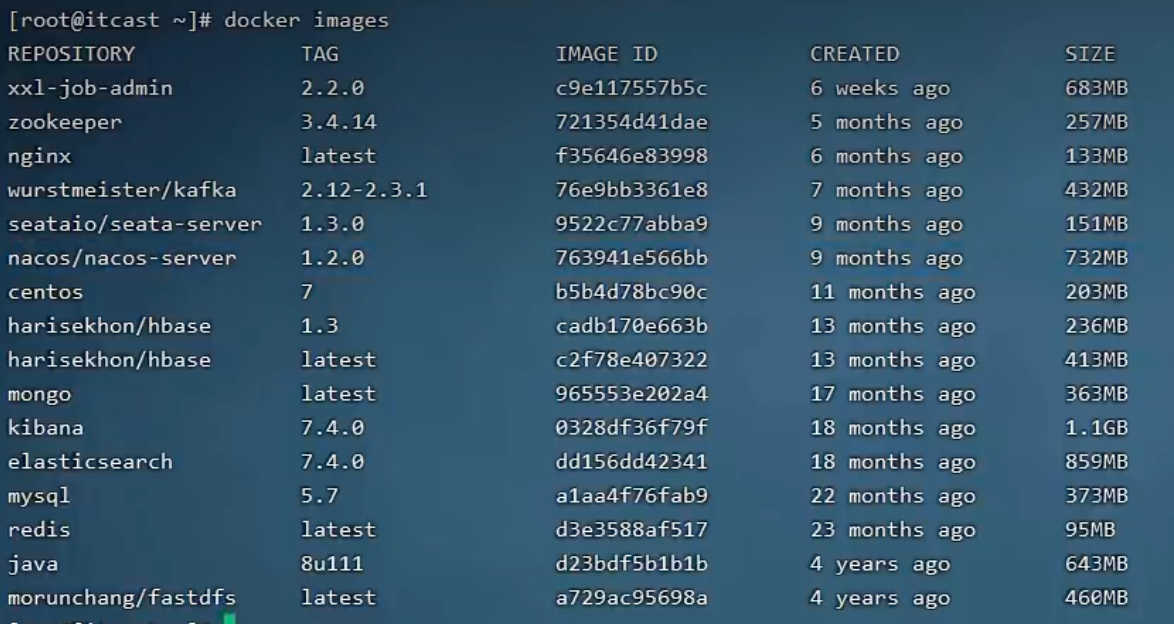 [root@itcast ~]# docker images
REPOSITORY TAG IMAGE ID CREATED SIZE
xxl-job-admin 2.2.0 c9e117557b5c 6 weeks ago 683MB
zookeeper 3.4.14 721354d41dae 5 months ago 257MB
nginx latest f35646e83998 6 months ago 133MB
wurstmeister/kafka 2.12-2.3.1 76e9bb3361e8 7 months ago 432MB
seataio/seata-server 1.3.0 9522c77abba9 9 months ago 151MB
nacos/nacos-server 1.2.0 763941e566bb 9 months ago 732MB
centos 7 b5b4d78bc90c 11 months ago 203MB
harisekhon/hbase 1.3 cadb170e663b 13 months ago 236MB
harisekhon/hbase latest c2f78e407322 13 months ago 413MB
mongo latest 965553e202a4 17 months ago 363MB
kibana 7.4.0 0328df36f79f 18 months ago 1.1GB
elasticsearch 7.4.0 dd156dd42341 18 months ago 859MB
mysql 5.7 a1aa4f76fab9 22 months ago 373MB
redis latest d3e3588af517 23 months ago 95MB
java 8u111 d23bdf5b1b1b 4 years ago 643MB
morunchang/fastdfs latest a729ac95698a 4 years ago 460MB